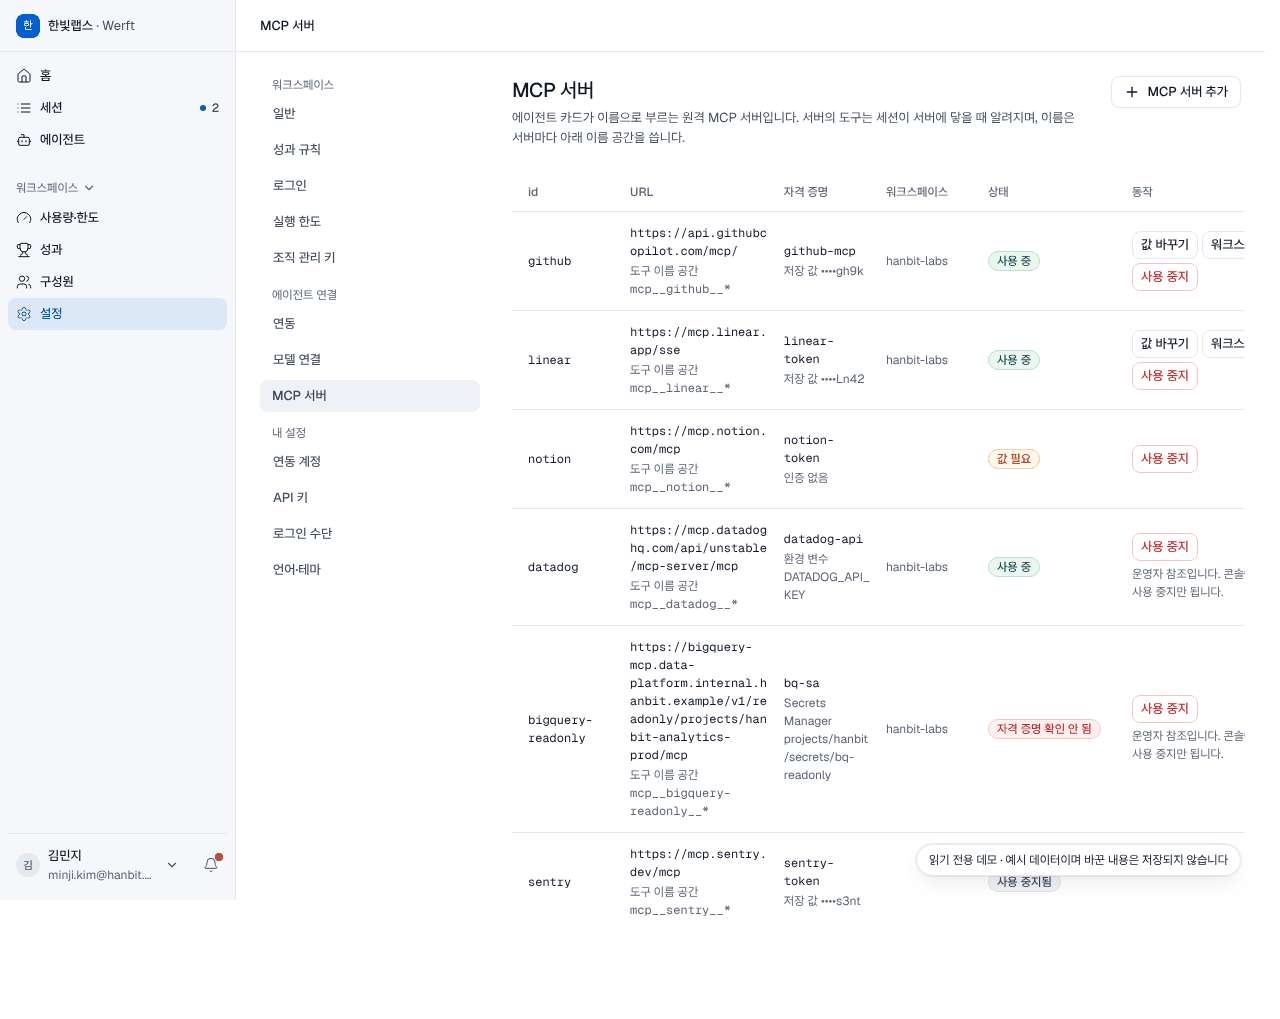 한 한빛랩스 · Werft
MCP 서버
홈
세션 2
에이전트
워크스페이스
사용량·한도
성과
구성원
설정
김 김민지
minji.kim@hanbit.…
워크스페이스
일반
성과 규칙
로그인
실행 한도
조직 관리 키
에이전트 연결
연동
모델 연결
MCP 서버
내 설정
연동 계정
API 키
로그인 수단
언어·테마
MCP 서버
MCP 서버 추가
에이전트 카드가 이름으로 부르는 원격 MCP 서버입니다. 서버의 도구는 세션이 서버에 닿을 때 알려지며, 이름은
서버마다 아래 이름 공간을 씁니다.
id URL 자격 증명 워크스페이스 상태 동작
github
https://api.githubc
opilot.com/mcp/
도구 이름 공간
mcp__github__*
github-mcp
저장 값 ••••gh9k
hanbit-labs
사용 중
값 바꾸기 워크스
사용 중지
linear
https://mcp.linear.
app/sse
도구 이름 공간
mcp__linear__*
linear-
token
저장 값 ••••Ln42
hanbit-labs
사용 중
값 바꾸기 워크스
사용 중지
notion
https://mcp.notion.
com/mcp
도구 이름 공간
mcp__notion__*
notion-
token
인증 없음
값 필요
사용 중지
datadog
https://mcp.datadog
hq.com/api/unstable
/mcp-server/mcp
도구 이름 공간
mcp__datadog__*
datadog-api
환경 변수
DATADOG_API_
KEY
hanbit-labs
사용 중
사용 중지
운영자 참조입니다. 콘솔
사용 중지만 됩니다.
bigquery-
readonly
https://bigquery-
mcp.data-
platform.internal.h
anbit.example/v1/re
adonly/projects/han
bit-analytics-
prod/mcp
도구 이름 공간
mcp__bigquery-
readonly__*
bq-sa
Secrets
Manager
projects/hanbit
/secrets/bq-
readonly
hanbit-labs
자격 증명 확인 안 됨
사용 중지
운영자 참조입니다. 콘솔
사용 중지만 됩니다.
sentry
https://mcp.sentry.
dev/mcp
도구 이름 공간
mcp__sentry__*
sentry-
token
저장 값 ••••s3nt
사용 중지됨
읽기 전용 데모 · 예시 데이터이며 바꾼 내용은 저장되지 않습니다